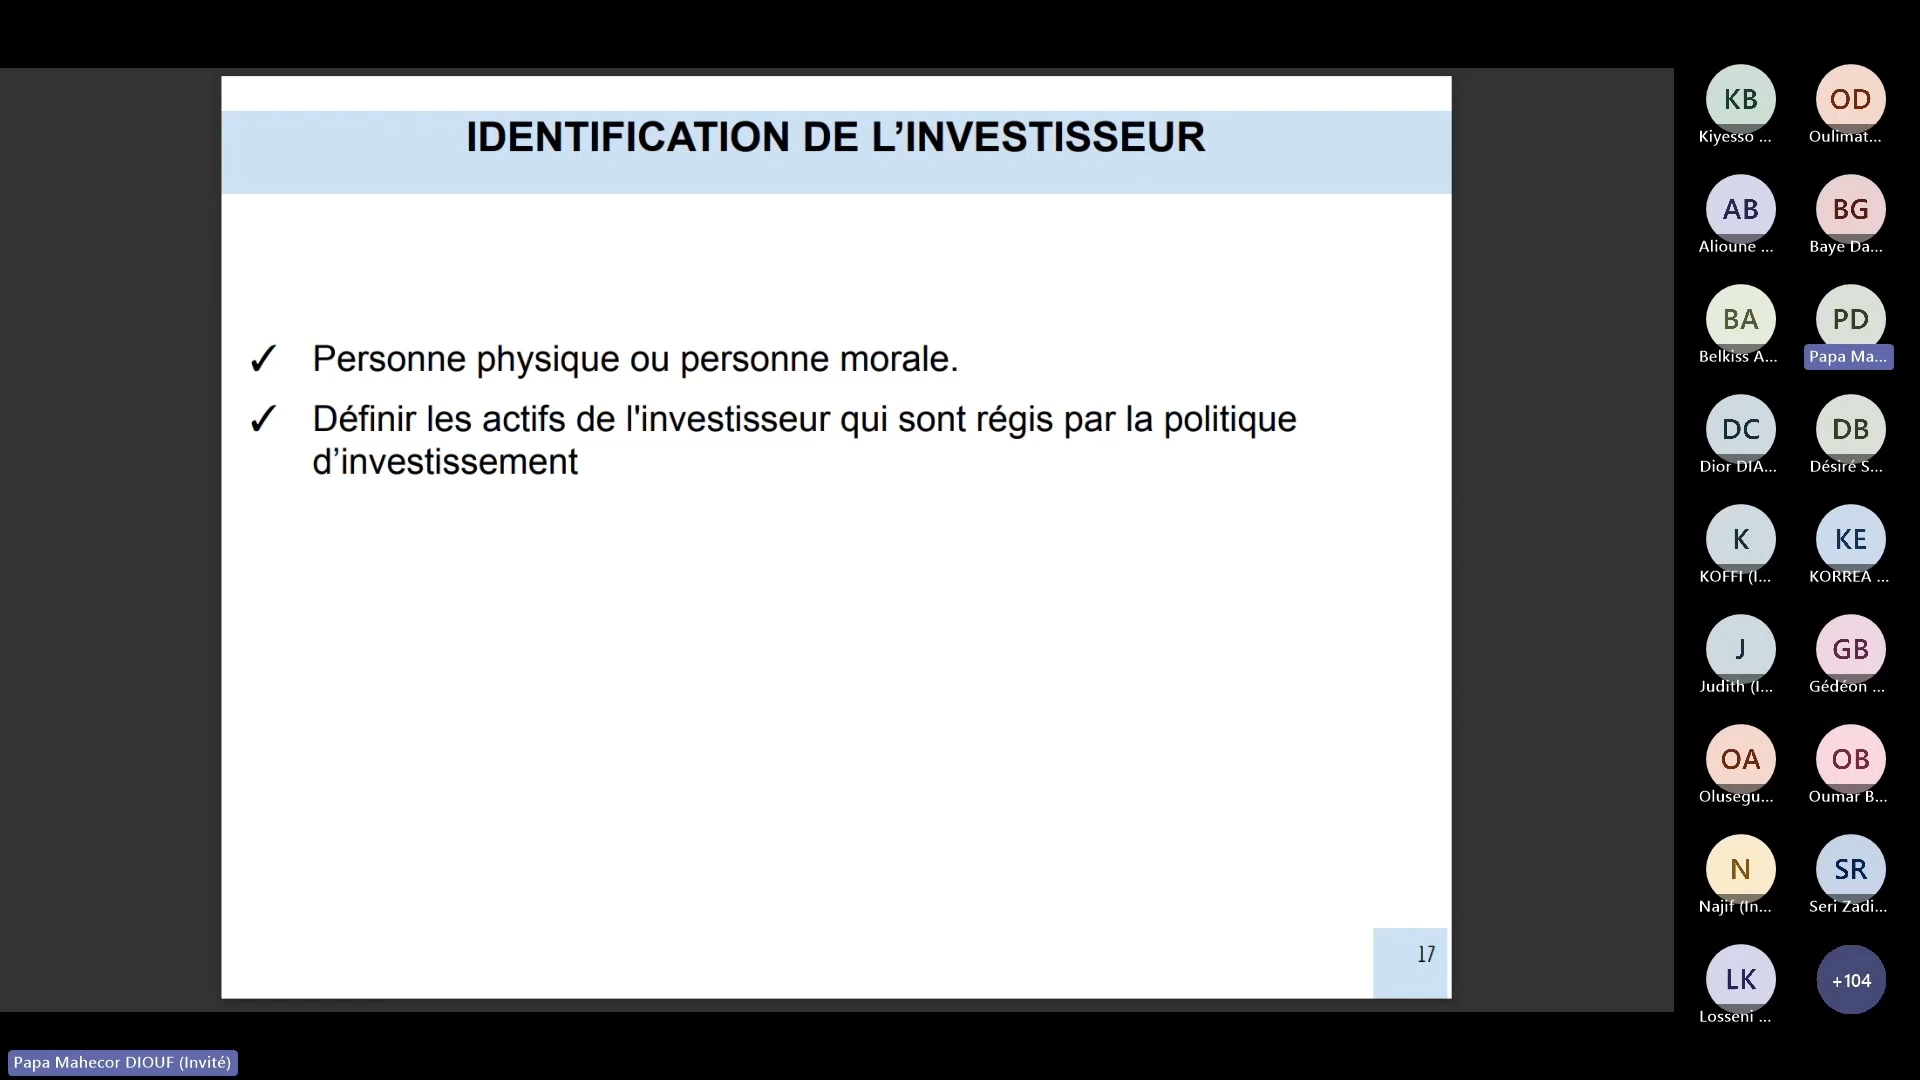 IDENTIFICATION DE L’INVESTISSEUR
✓ Personne physique ou personne morale.
✓ Définir les actifs de l'investisseur qui sont régis par la politique
d’investissement
17
KB
Kiyesso ...
OD
Oulimat...
AB
Alioune ...
BG
Baye Da...
BA
Belkiss A...
PD
Papa Ma...
DC
Dior DIA...
DB
Désiré S...
K
KOFFI (I...
KE
KORREA ...
J
Judith (I...
GB
Gédéon ...
OA
Olusegu...
OB
Oumar B...
N
Najif (In...
SR
Seri Zadi...
LK
Losseni ...
+104
Papa Mahecor DIOUF (Invité)